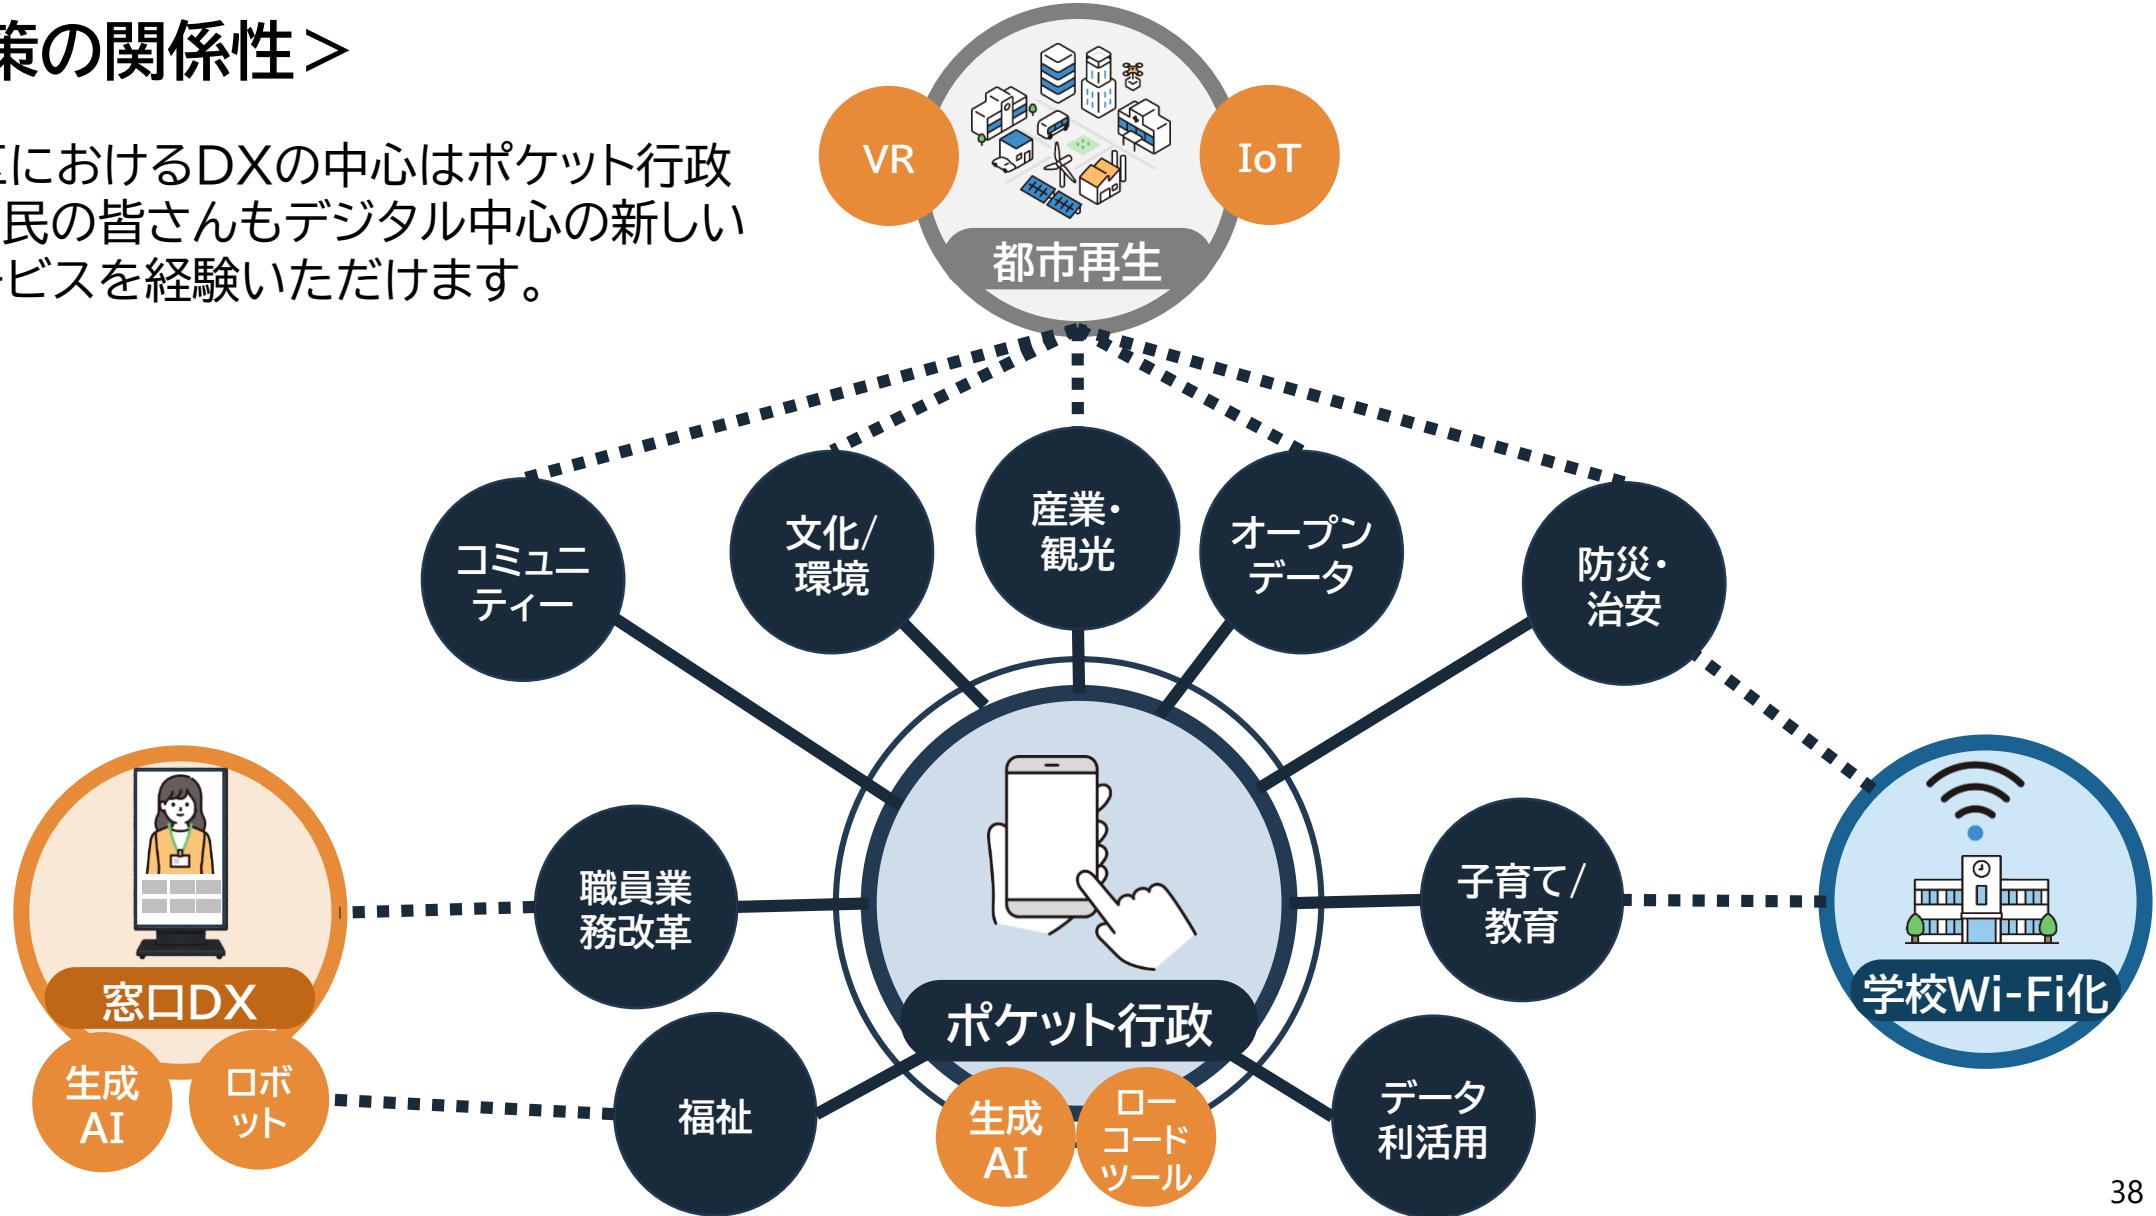 策の関係性＞
におけるDXの中心はポケット行政
民の皆さんもデジタル中心の新しい
ービスを経験いただけます。
VR
IoT
都市再生
コミュニ
ティー
文化/
環境
産業・
観光
オープン
データ
防災・
治安
職員業
務改革
子育て/
教育
窓口DX
生成
AI
ロボ
ット
ポケット行政
生成
AI
ロー
コード
ツール
学校Wi-Fi化
福祉
データ
利活用
38